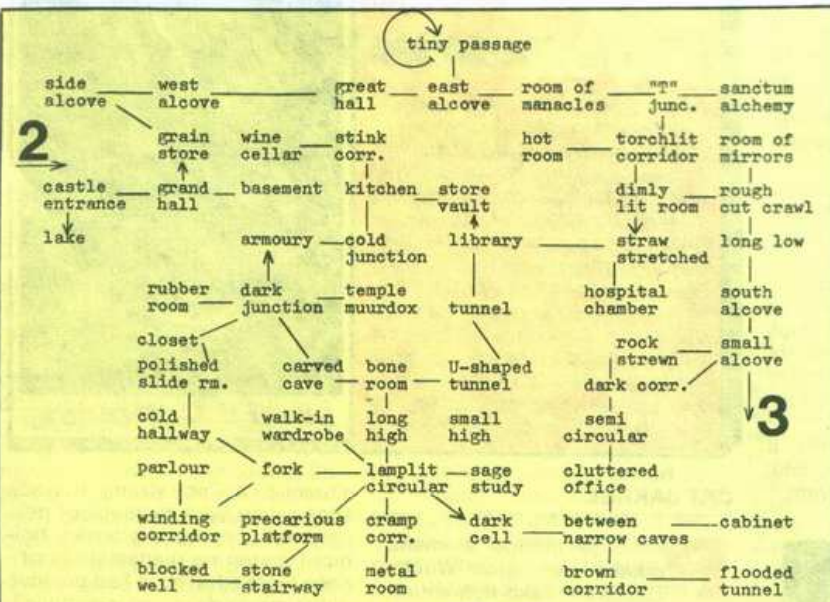 tiny passage
side west great east room of "T" sanctum
alcove alcove hall alcove manacles junc. alchemy
grain wine stink hot torchlit room of
2 store cellar corr. room corridor mirrors
castle grand basement kitchen store dimly rough
entrance hall vault lit room cut crawl
lake armoury cold library straw long low
junction stretched
rubber dark temple tunnel hospital south
room junction muurdox chamber alcove
closet rock small
strewn alcove
polished carved bone U-shaped
slide rm. cave room tunnel dark corr.
3
cold walk-in long small semi
hallway wardrobe high high circular
parlour fork lamplit sage cluttered
circular study office
winding precarious cramp dark between cabinet
corridor platform corr. cell narrow caves
blocked stone metal brown flooded
well stairway room corridor tunnel